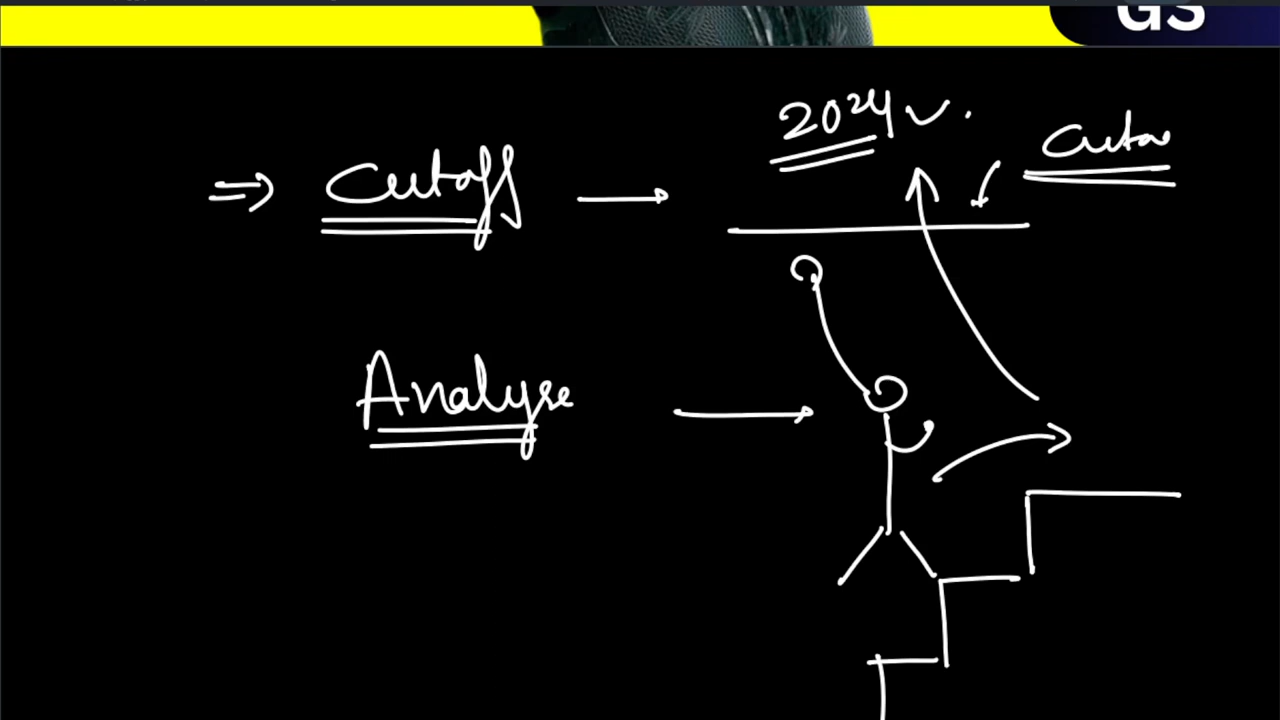 GS
2024
⇒ Cutoff →
Analyse →